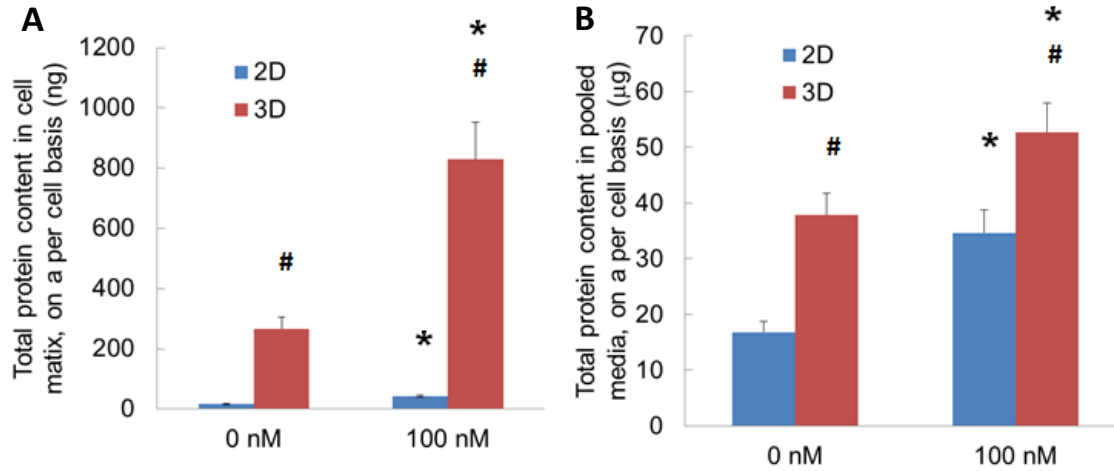 A
Total protein content in cell
matix, on a per cell basis (ng)
1200
1000
800
600
400
200
0
2D
3D
#
*
*
#
0 nM
100 nM
B
Total protein content in pooled
media, on a per cell basis (µg)
70
60
50
40
30
20
10
0
2D
3D
#
*
*
#
0 nM
100 nM